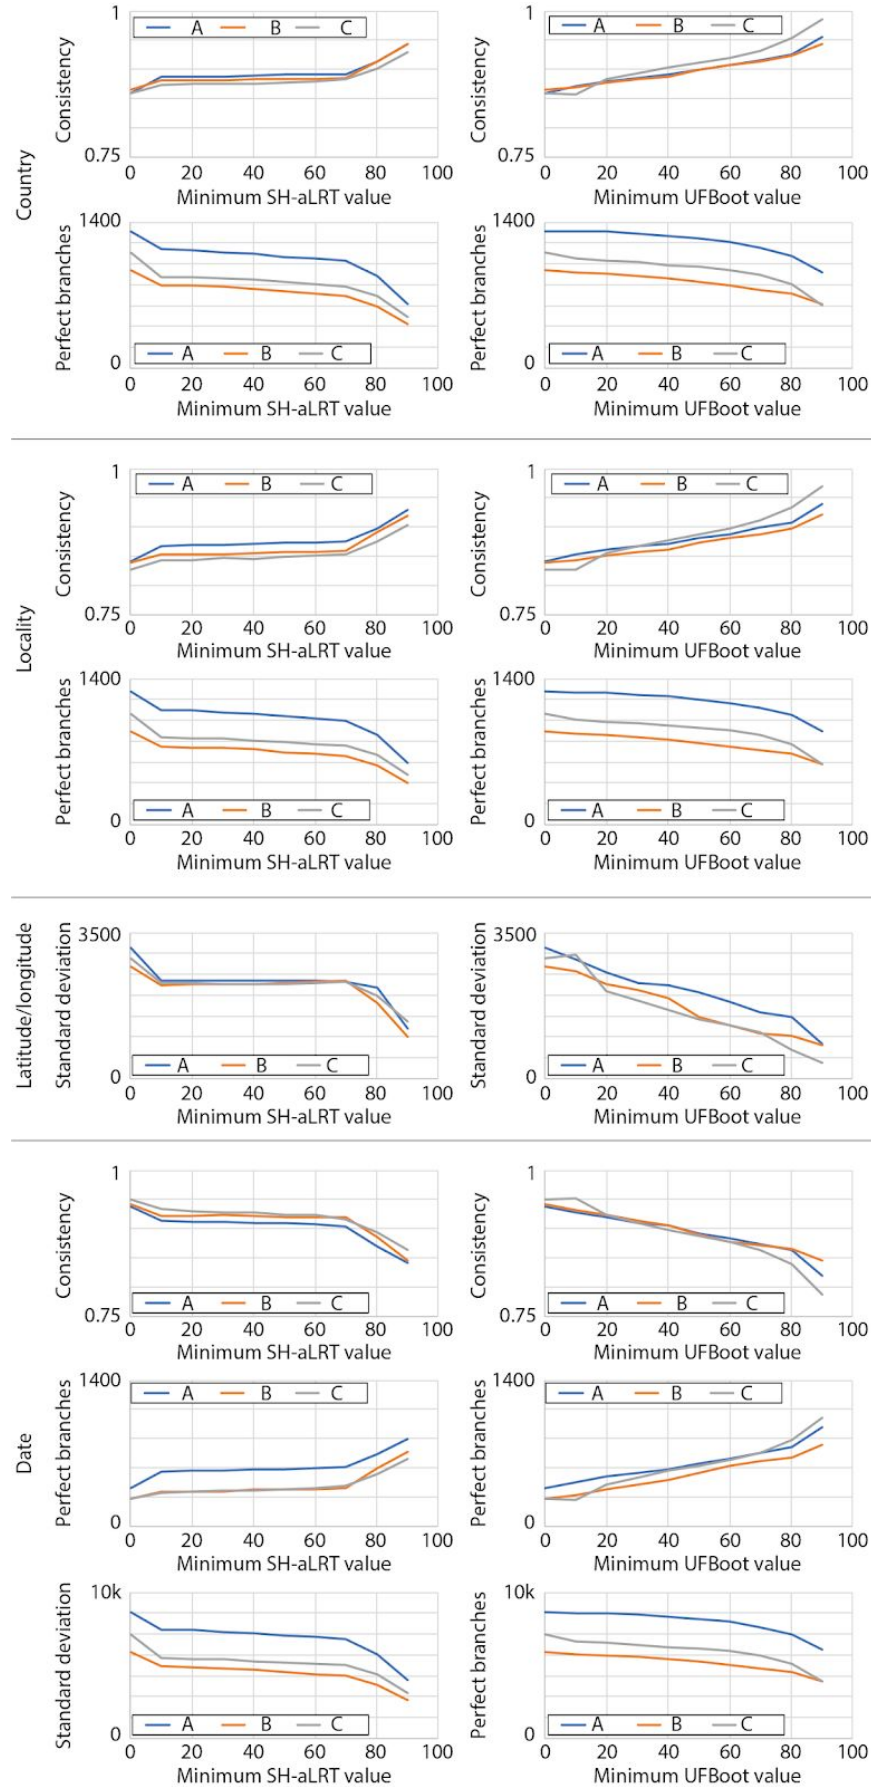 Country
Consistency
1
A B C
0.75
0 20 40 60 80 100
Minimum SH-aLRT value
Consistency
1
A B C
0.75
0 20 40 60 80 100
Minimum UFBoot value
Perfect branches
1400
0
A B C
0 20 40 60 80 100
Minimum SH-aLRT value
Perfect branches
1400
0
A B C
0 20 40 60 80 100
Minimum UFBoot value
Locality
Consistency
1
A B C
0.75
0 20 40 60 80 100
Minimum SH-aLRT value
Consistency
1
A B C
0.75
0 20 40 60 80 100
Minimum UFBoot value
Perfect branches
1400
0
A B C
0 20 40 60 80 100
Minimum SH-aLRT value
Perfect branches
1400
0
A B C
0 20 40 60 80 100
Minimum UFBoot value
Latitude/longitude
Standard deviation
3500
0
A B C
0 20 40 60 80 100
Minimum SH-aLRT value
Standard deviation
3500
0
A B C
0 20 40 60 80 100
Minimum UFBoot value
Date
Consistency
1
A B C
0.75
0 20 40 60 80 100
Minimum SH-aLRT value
Consistency
1
A B C
0.75
0 20 40 60 80 100
Minimum UFBoot value
Perfect branches
1400
A B C
0
0 20 40 60 80 100
Minimum SH-aLRT value
Perfect branches
1400
A B C
0
0 20 40 60 80 100
Minimum UFBoot value
Standard deviation
10k
0
A B C
0 20 40 60 80 100
Minimum SH-aLRT value
Perfect branches
10k
0
A B C
0 20 40 60 80 100
Minimum UFBoot value